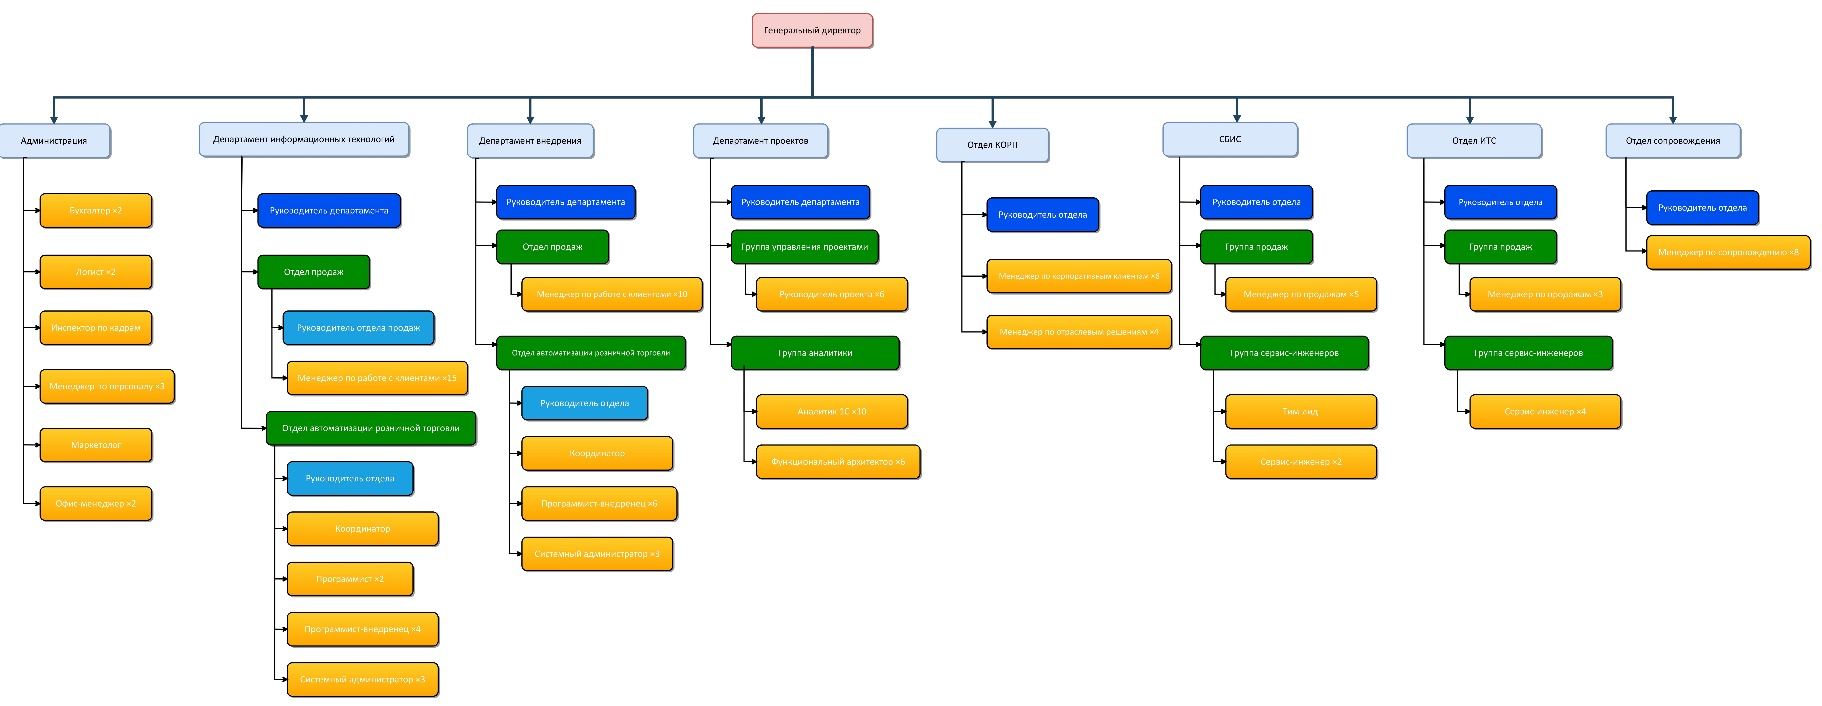 Генеральный директор
Администрация
Бухгалтер ×2
Логист ×2
Инспектор по кадрам
Менеджер по персоналу ×3
Маркетолог
Офис-менеджер ×2
Департамент информационных технологий
Руководитель департамента
Отдел продаж
Руководитель отдела продаж
Менеджер по работе с клиентами ×15
Отдел автоматизации розничной торговли
Руководитель отдела
Координатор
Программист ×2
Программист-внедренец ×4
Системный администратор ×3
Департамент внедрения
Руководитель департамента
Отдел продаж
Менеджер по работе с клиентами ×10
Отдел автоматизации розничной торговли
Руководитель отдела
Координатор
Программист-внедренец ×6
Системный администратор ×3
Департамент проектов
Руководитель департамента
Группа управления проектами
Руководитель проекта ×6
Группа аналитики
Аналитик 1С ×10
Функциональный архитектор ×6
Отдел КОРП
Руководитель отдела
Менеджер по корпоративным клиентам ×8
Менеджер по отраслевым решениям ×4
СБИС
Руководитель отдела
Группа продаж
Менеджер по продажам ×5
Группа сервис-инженеров
Тим лид
Сервис-инженер ×2
Отдел ИТС
Руководитель отдела
Группа продаж
Менеджер по продажам ×3
Группа сервис-инженеров
Сервис-инженер ×4
Отдел сопровождения
Руководитель отдела
Менеджер по сопровождению ×8